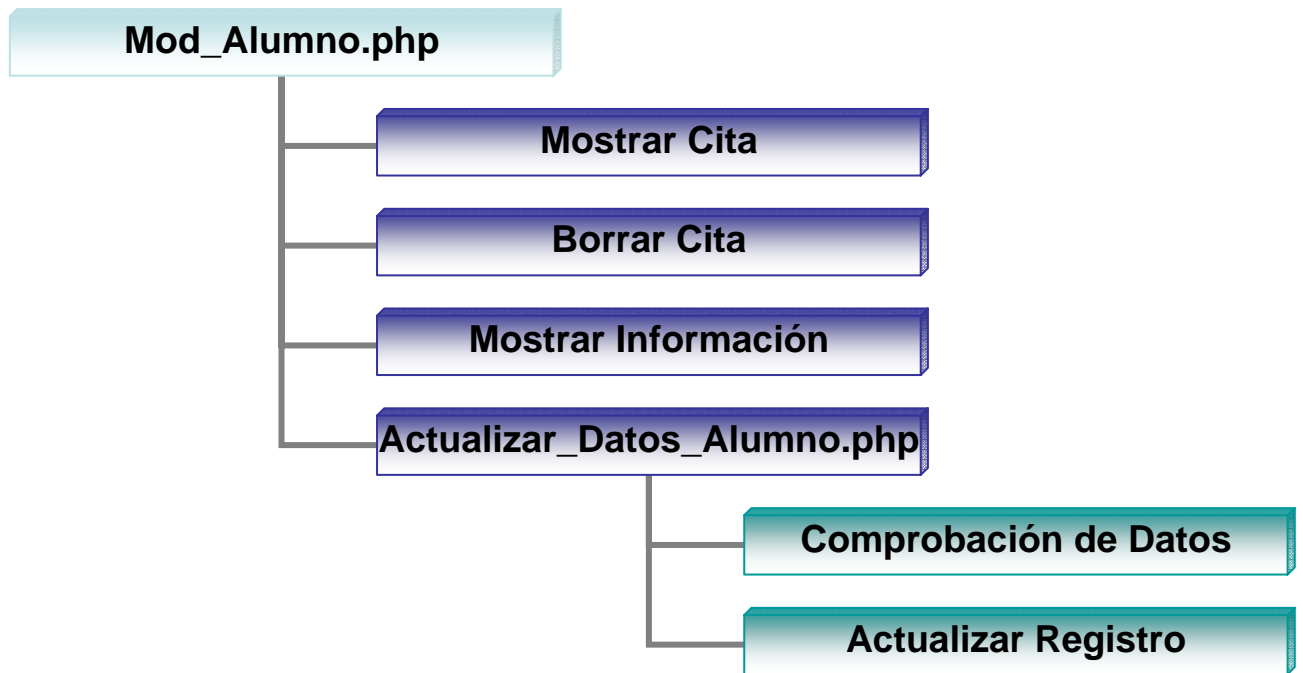 Mod_Alumno.php
Mostrar Cita
Borrar Cita
Mostrar Información
Actualizar_Datos_Alumno.php
Comprobación de Datos
Actualizar Registro